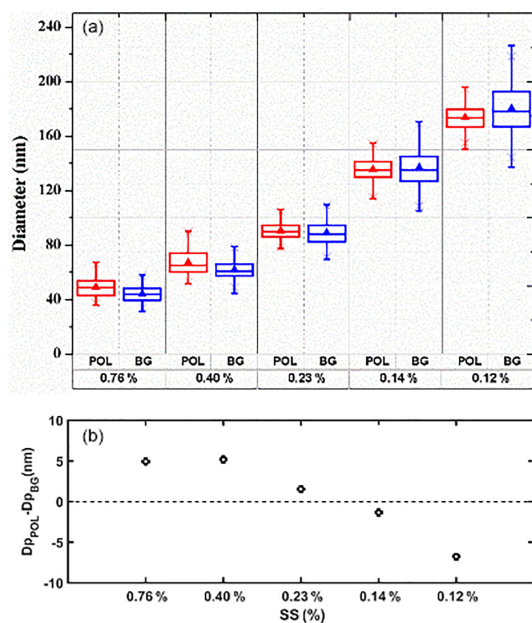 (a)
Diameter (nm)
240
200
160
120
80
40
0
POL BG POL BG POL BG POL BG POL BG
0.76 % 0.40 % 0.23 % 0.14 % 0.12 %
(b)
Dp_POL-Dp_BG(nm)
10
5
0
-5
-10
0.76 % 0.40 % 0.23 % 0.14 % 0.12 %
SS (%)